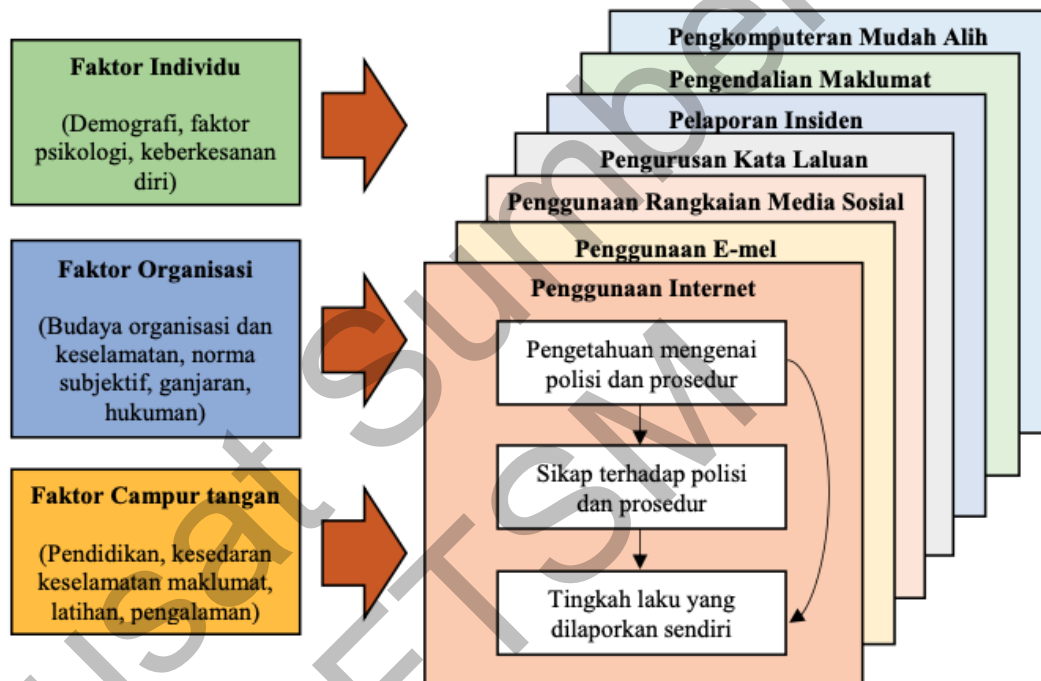 Faktor Individu
(Demografi, faktor
psikologi, keberkesanan
diri)
Faktor Organisasi
(Budaya organisasi dan
keselamatan, norma
subjektif, ganjaran,
hukuman)
Faktor Campur tangan
(Pendidikan, kesedaran
keselamatan maklumat,
latihan, pengalaman)
Pengkomputeran Mudah Alih
Pengendalian Maklumat
Pelaporan Insiden
Pengurusan Kata Laluan
Penggunaan Rangkaian Media Sosial
Penggunaan E-mel
Penggunaan Internet
Pengetahuan mengenai
polisi dan prosedur
Sikap terhadap polisi
dan prosedur
Tingkah laku yang
dilaporkan sendiri
FTSM